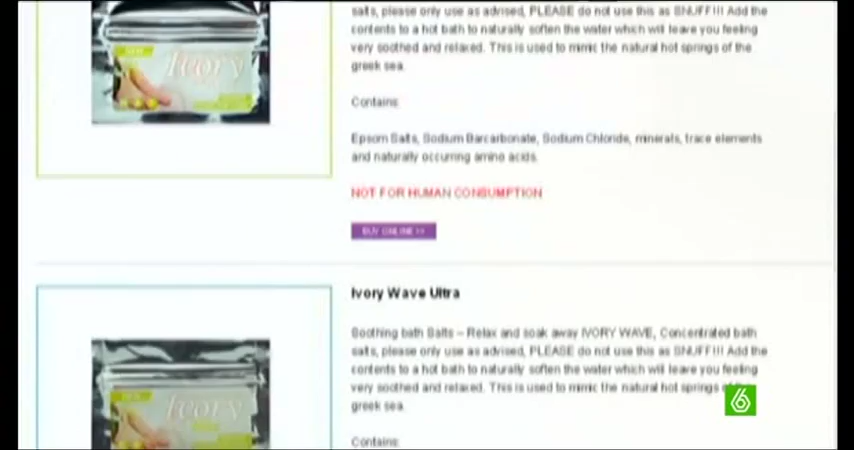 salts, please only use as advised, PLEASE do not use this as SNUFF!!! Add the
contents to a hot bath to naturally soften the water which will leave you feeling
very soothed and relaxed. This is used to mimic the natural hot springs of the
greek sea.
Contains:
Epsom Salts, Sodium Barcarbonate, Sodium Chloride, minerals, trace elements
and naturally occurring amino acids.
NOT FOR HUMAN CONSUMPTION
BUY ONLINE >>
Ivory
Ivory Wave Ultra
Soothing bath Salts – Relax and soak away IVORY WAVE, Concentrated bath
salts, please only use as advised, PLEASE do not use this as SNUFF!!! Add the
contents to a hot bath to naturally soften the water which will leave you feeling
very soothed and relaxed. This is used to mimic the natural hot springs the
greek sea.
Contains:
Ivory
6